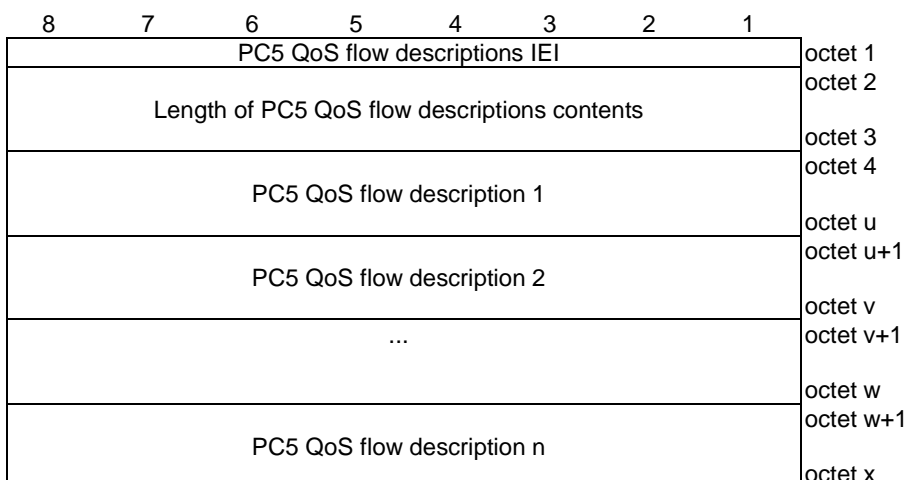 8 7 6 5 4 3 2 1
PC5 QoS flow descriptions IEI octet 1
octet 2
Length of PC5 QoS flow descriptions contents
octet 3
octet 4
PC5 QoS flow description 1
octet u
octet u+1
PC5 QoS flow description 2
octet v
... octet v+1
octet w
octet w+1
PC5 QoS flow description n
octet x